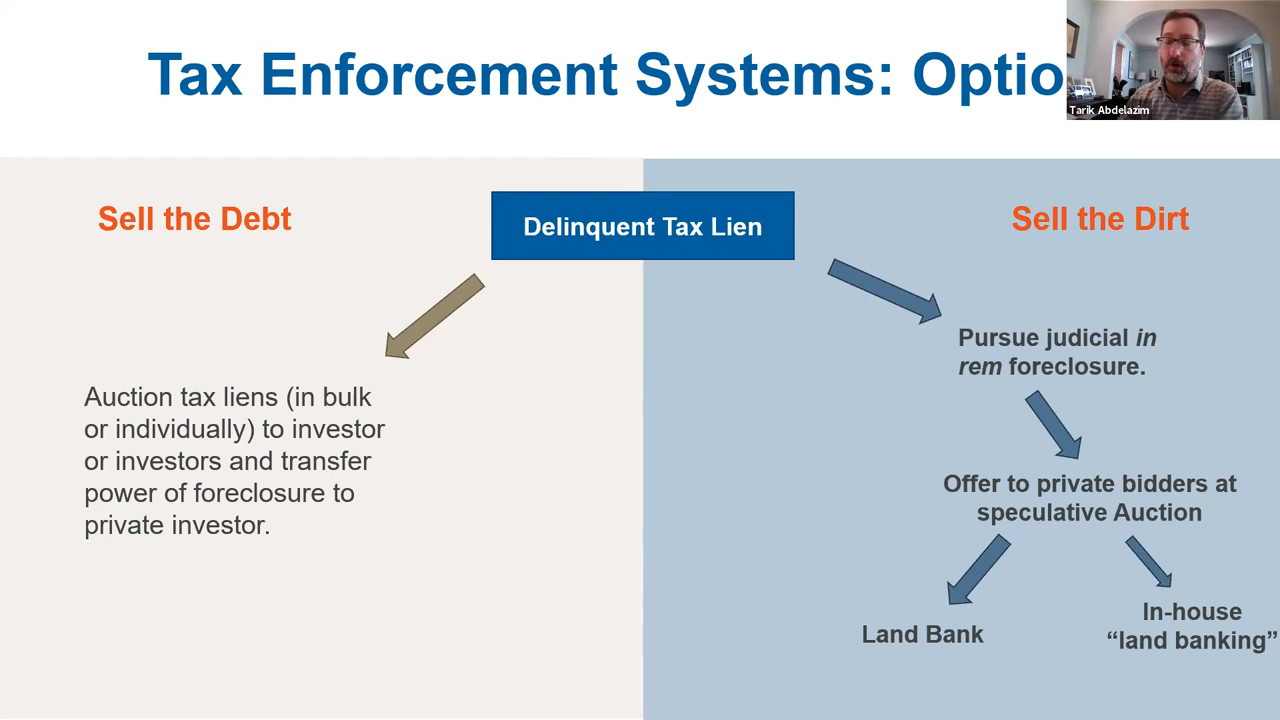 Tax Enforcement Systems: Optio
Tarik Abdelazim
Sell the Debt
Delinquent Tax Lien
Sell the Dirt
Auction tax liens (in bulk
or individually) to investor
or investors and transfer
power of foreclosure to
private investor.
Pursue judicial in
rem foreclosure.
Offer to private bidders at
speculative Auction
Land Bank
In-house
“land banking”